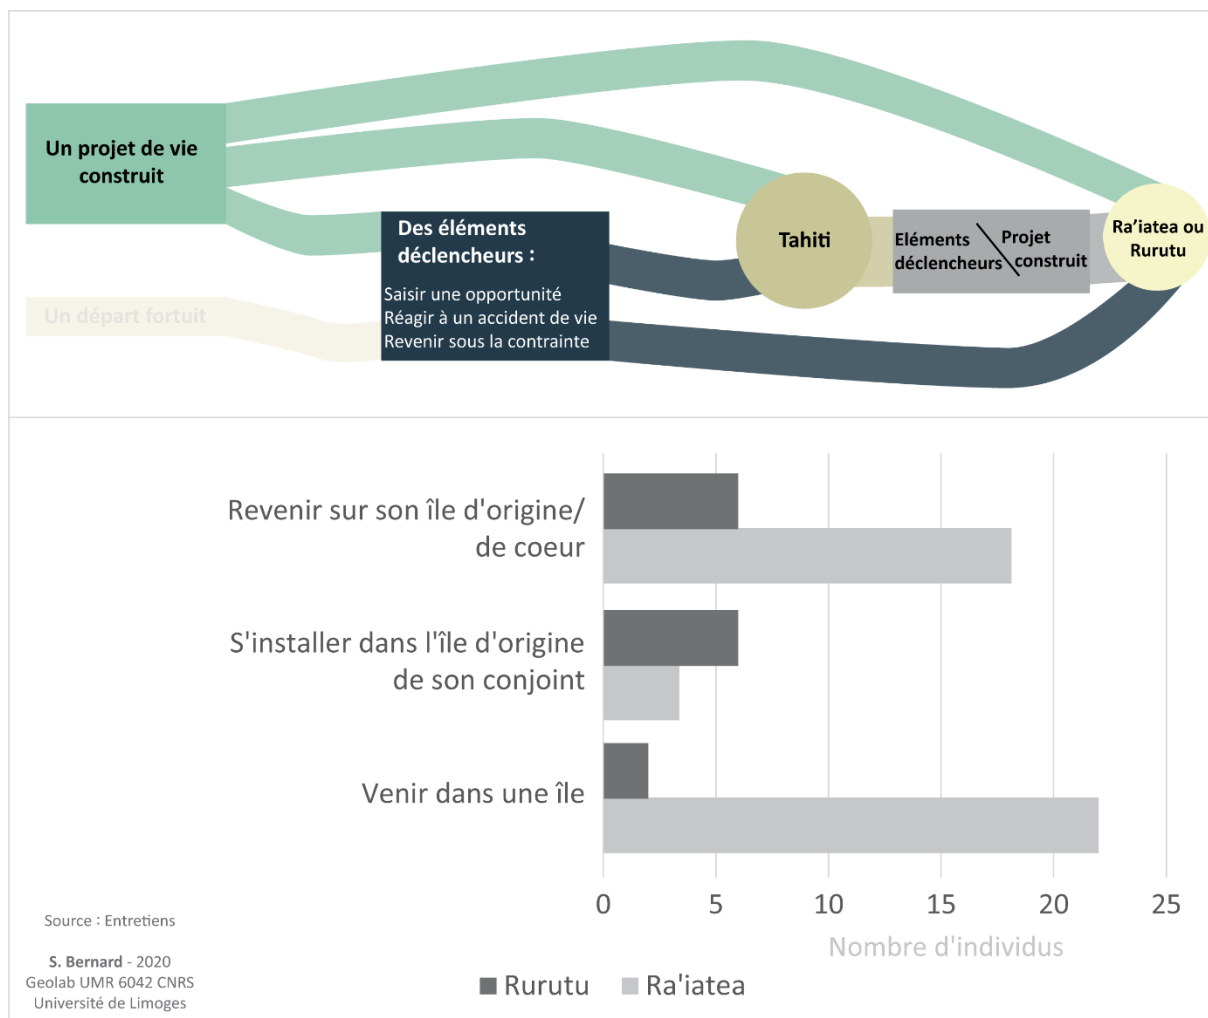 Un projet de vie
construit
Un départ fortuit
Des éléments
déclencheurs :
Saisir une opportunité
Réagir à un accident de vie
Revenir sous la contrainte
Tahiti
Eléments
déclencheurs
Projet
construit
Ra'iatea ou
Rurutu
Revenir sur son île d'origine/
de coeur
S'installer dans l'île d'origine
de son conjoint
Venir dans une île
0 5 10 15 20 25
Nombre d'individus
Rurutu Ra'iatea
Source : Entretiens
S. Bernard - 2020
Geolab UMR 6042 CNRS
Université de Limoges